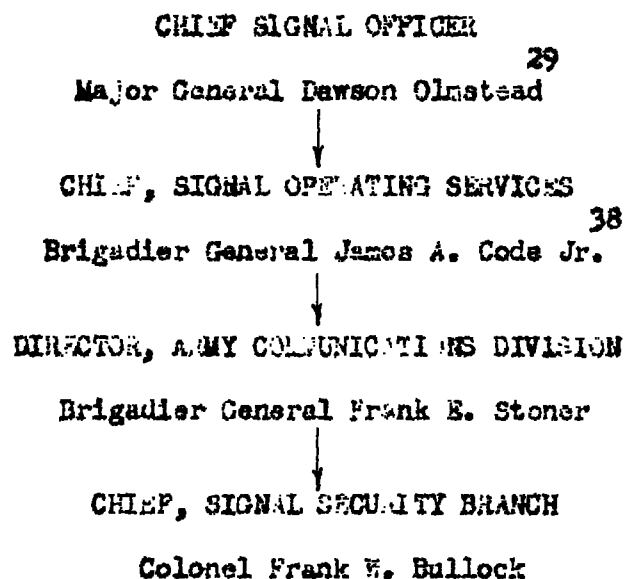 CHIEF SIGNAL OFFICER
29
Major General Dawson Olmstead
CHIEF, SIGNAL OPERATING SERVICES
38
Brigadier General James A. Code Jr.
DIRECTOR, ARMY COMMUNICATIONS DIVISION
Brigadier General Frank E. Stoner
CHIEF, SIGNAL SECURITY BRANCH
Colonel Frank W. Bullock